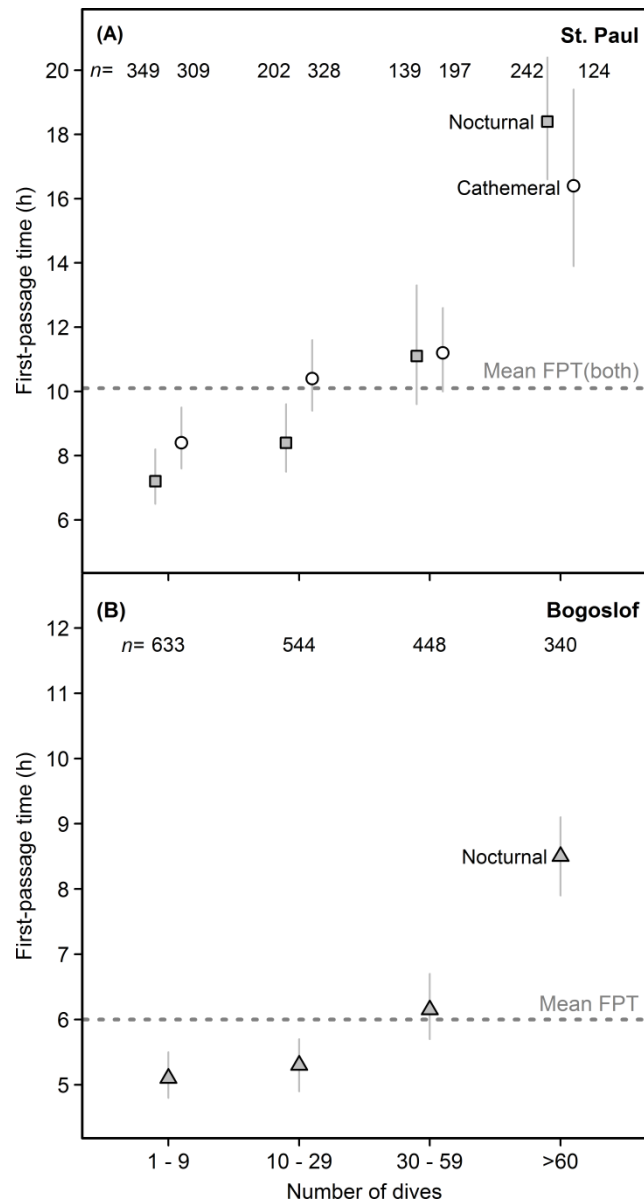 (A) St. Paul
n= 349 309 202 328 139 197 242 124
20
Nocturnal
18
Cathemeral
16
14
12
Mean FPT(both)
10
8
6
First-passage time (h)
(B) Bogoslof
12
n= 633 544 448 340
11
10
9
Nocturnal
8
7
Mean FPT
6
5
First-passage time (h)
1 - 9 10 - 29 30 - 59 >60
Number of dives